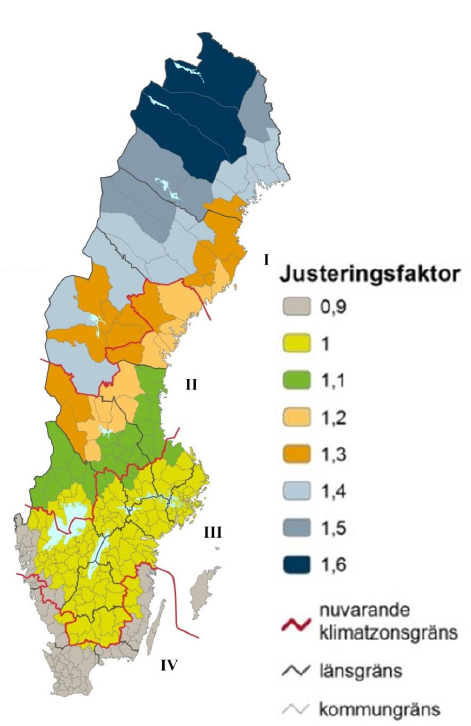 I
Justeringsfaktor
0,9
1
1,1
II
1,2
1,3
1,4
1,5
III
1,6
nuvarande
klimatzonsgräns
IV
länsgräns
kommungräns